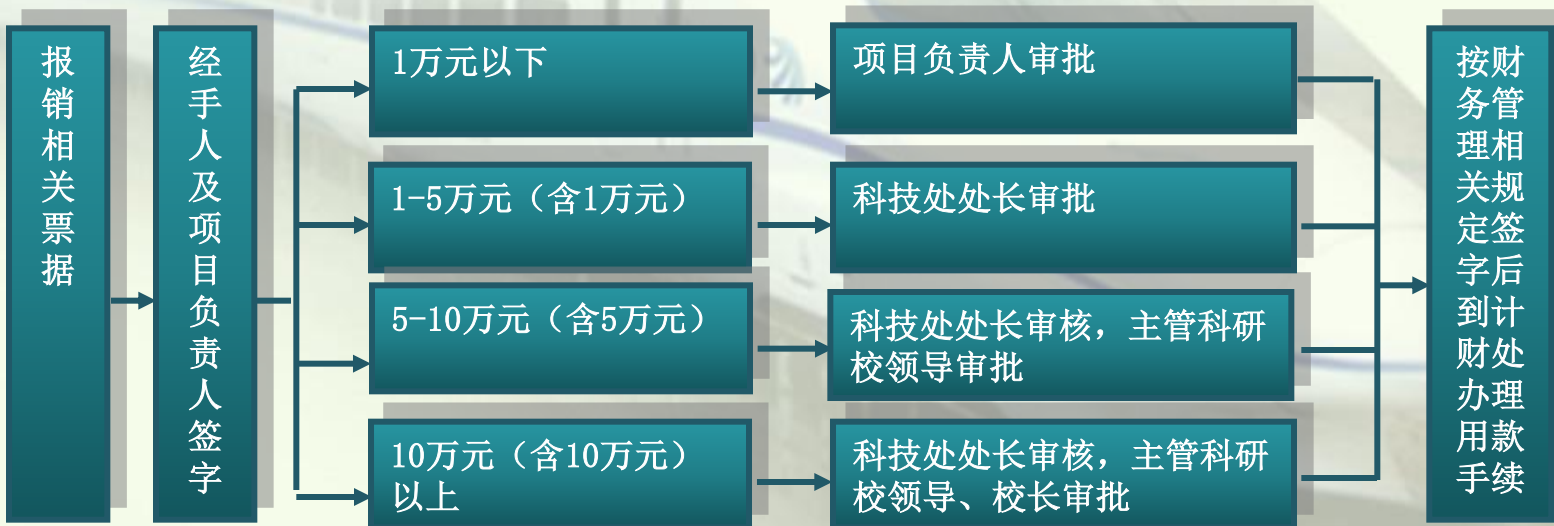 报销相关票据
经手人及项目负责人签字
1万元以下
项目负责人审批
1-5万元（含1万元）
科技处处长审批
5-10万元（含5万元）
科技处处长审核，主管科研
校领导审批
10万元（含10万元）
以上
科技处处长审核，主管科研
校领导、校长审批
按财
务管
理相
关规
定签
字后
到计
财处
办理
用款
手续